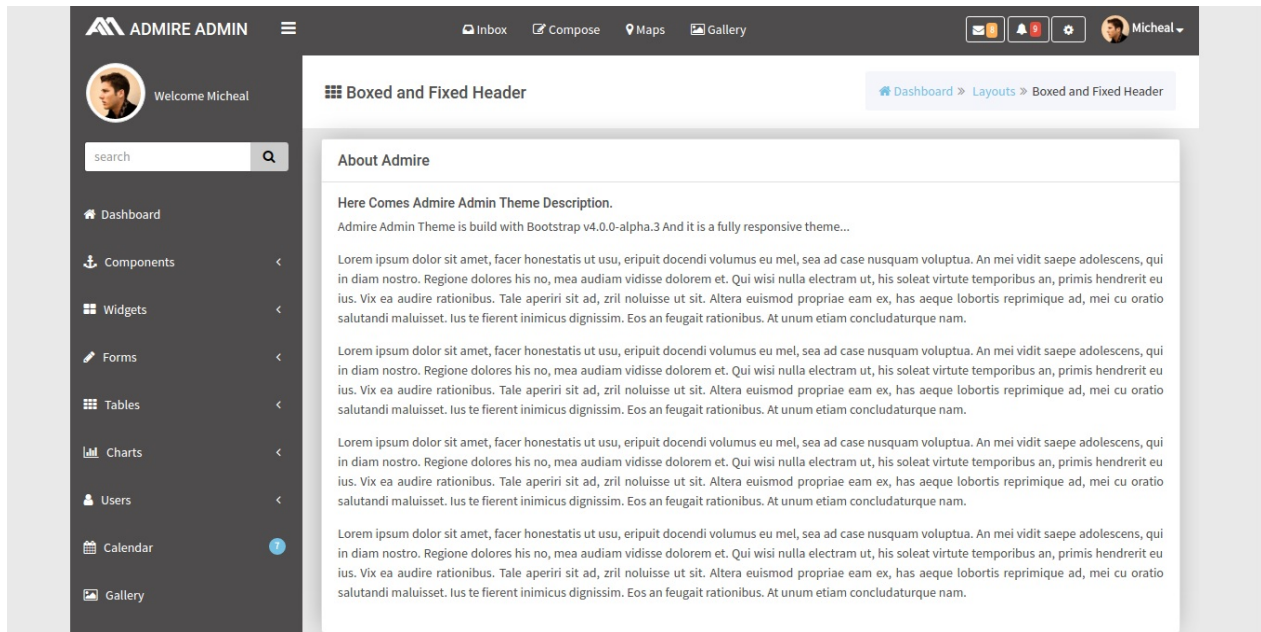 ADMIRE ADMIN
Inbox Compose Maps Gallery
8 9 Micheal
Welcome Micheal
search
Dashboard
Components
Widgets
Forms
Tables
Charts
Users
Calendar 7
Gallery
Boxed and Fixed Header
Dashboard » Layouts » Boxed and Fixed Header
About Admire
Here Comes Admire Admin Theme Description.
Admire Admin Theme is build with Bootstrap v4.0.0-alpha.3 And it is a fully responsive theme...
Lorem ipsum dolor sit amet, facer honestatis ut usu, eripuit docendi volumus eu mel, sea ad case nusquam voluptua. An mei vidit saepe adolescens, qui
in diam nostro. Regione dolores his no, mea audiam vidisse dolorem et. Qui wisi nulla electram ut, his soleat virtute temporibus an, primis hendrerit eu
ius. Vix ea audire rationibus. Tale aperiri sit ad, zril noluisse ut sit. Altera euismod propriae eam ex, has aeque lobortis reprimique ad, mei cu oratio
salutandi maluisset. Ius te fierent inimicus dignissim. Eos an feugait rationibus. At unum etiam concludaturque nam.
Lorem ipsum dolor sit amet, facer honestatis ut usu, eripuit docendi volumus eu mel, sea ad case nusquam voluptua. An mei vidit saepe adolescens, qui
in diam nostro. Regione dolores his no, mea audiam vidisse dolorem et. Qui wisi nulla electram ut, his soleat virtute temporibus an, primis hendrerit eu
ius. Vix ea audire rationibus. Tale aperiri sit ad, zril noluisse ut sit. Altera euismod propriae eam ex, has aeque lobortis reprimique ad, mei cu oratio
salutandi maluisset. Ius te fierent inimicus dignissim. Eos an feugait rationibus. At unum etiam concludaturque nam.
Lorem ipsum dolor sit amet, facer honestatis ut usu, eripuit docendi volumus eu mel, sea ad case nusquam voluptua. An mei vidit saepe adolescens, qui
in diam nostro. Regione dolores his no, mea audiam vidisse dolorem et. Qui wisi nulla electram ut, his soleat virtute temporibus an, primis hendrerit eu
ius. Vix ea audire rationibus. Tale aperiri sit ad, zril noluisse ut sit. Altera euismod propriae eam ex, has aeque lobortis reprimique ad, mei cu oratio
salutandi maluisset. Ius te fierent inimicus dignissim. Eos an feugait rationibus. At unum etiam concludaturque nam.
Lorem ipsum dolor sit amet, facer honestatis ut usu, eripuit docendi volumus eu mel, sea ad case nusquam voluptua. An mei vidit saepe adolescens, qui
in diam nostro. Regione dolores his no, mea audiam vidisse dolorem et. Qui wisi nulla electram ut, his soleat virtute temporibus an, primis hendrerit eu
ius. Vix ea audire rationibus. Tale aperiri sit ad, zril noluisse ut sit. Altera euismod propriae eam ex, has aeque lobortis reprimique ad, mei cu oratio
salutandi maluisset. Ius te fierent inimicus dignissim. Eos an feugait rationibus. At unum etiam concludaturque nam.